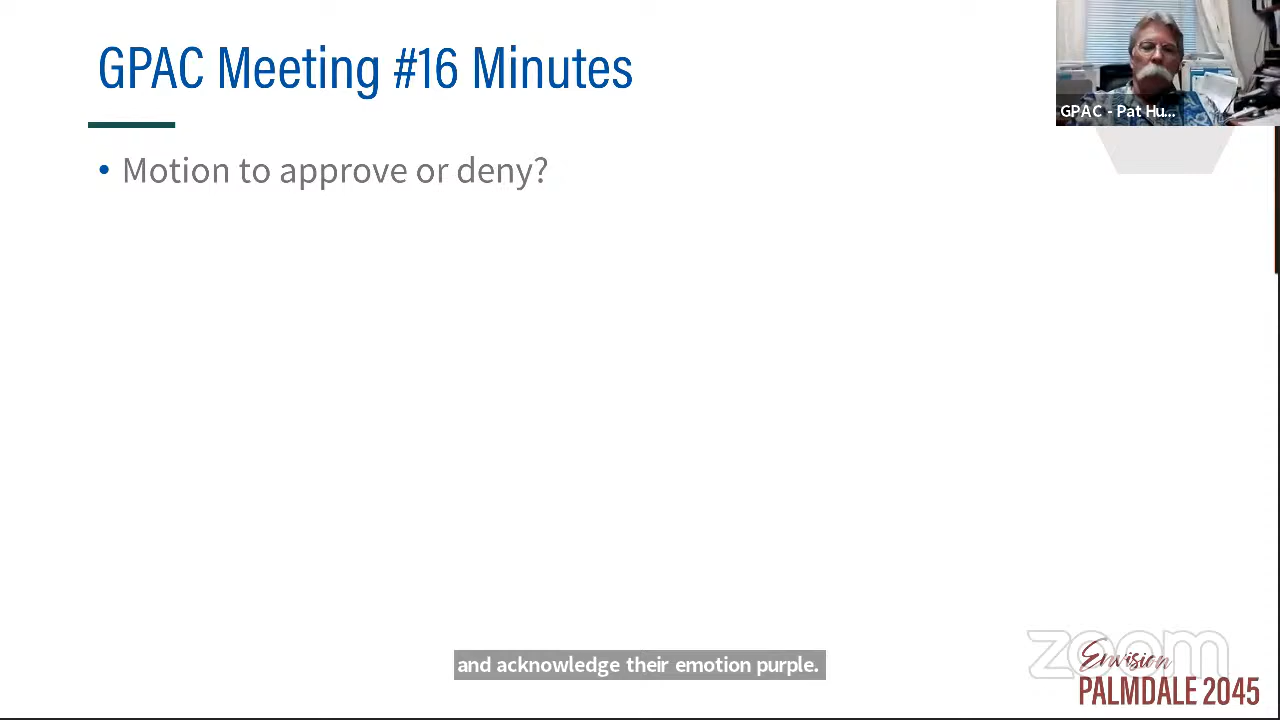 GPAC Meeting #16 Minutes
GPAC - Pat Hu...
• Motion to approve or deny?
and acknowledge their emotion purple.
zoom
Envision
PALMDALE 2045